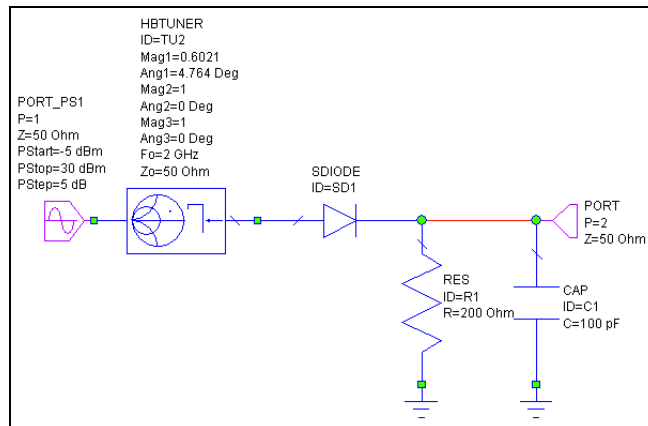 HBTUNER
ID=TU2
Mag1=0.6021
Ang1=4.764 Deg
Mag2=1
Ang2=0 Deg
Mag3=1
Ang3=0 Deg
Fo=2 GHz
Zo=50 Ohm
PORT_PS1
P=1
Z=50 Ohm
PStart=-5 dBm
PStop=30 dBm
PStep=5 dB
SDIODE
ID=SD1
PORT
P=2
Z=50 Ohm
RES
ID=R1
R=200 Ohm
CAP
ID=C1
C=100 pF